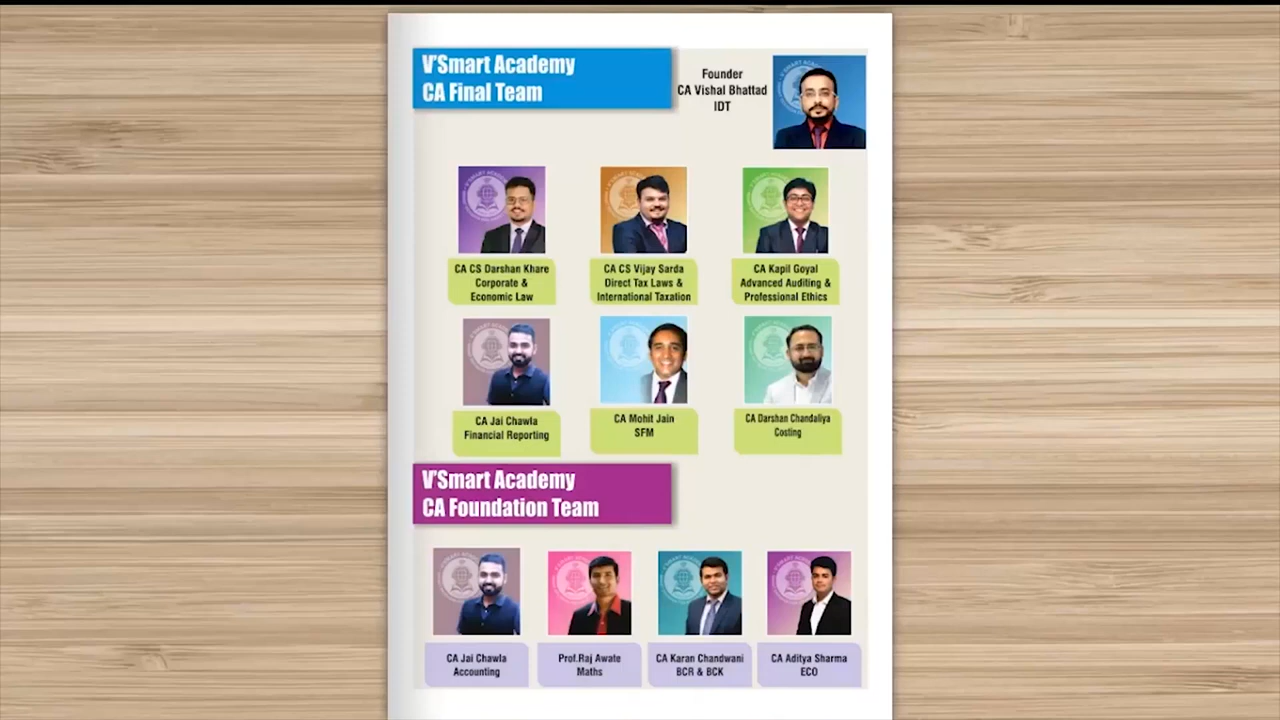 V'Smart Academy
CA Final Team
Founder
CA Vishal Bhattad
IDT
CA CS Darshan Khare
Corporate &
Economic Law
CA CS Vijay Sarda
Direct Tax Laws &
International Taxation
CA Kapil Goyal
Advanced Auditing &
Professional Ethics
CA Jai Chawla
Financial Reporting
CA Mohit Jain
SFM
CA Darshan Chandaliya
Costing
V'Smart Academy
CA Foundation Team
CA Jai Chawla
Accounting
Prof.Raj Awate
Maths
CA Karan Chandwani
BCR & BCK
CA Aditya Sharma
ECO